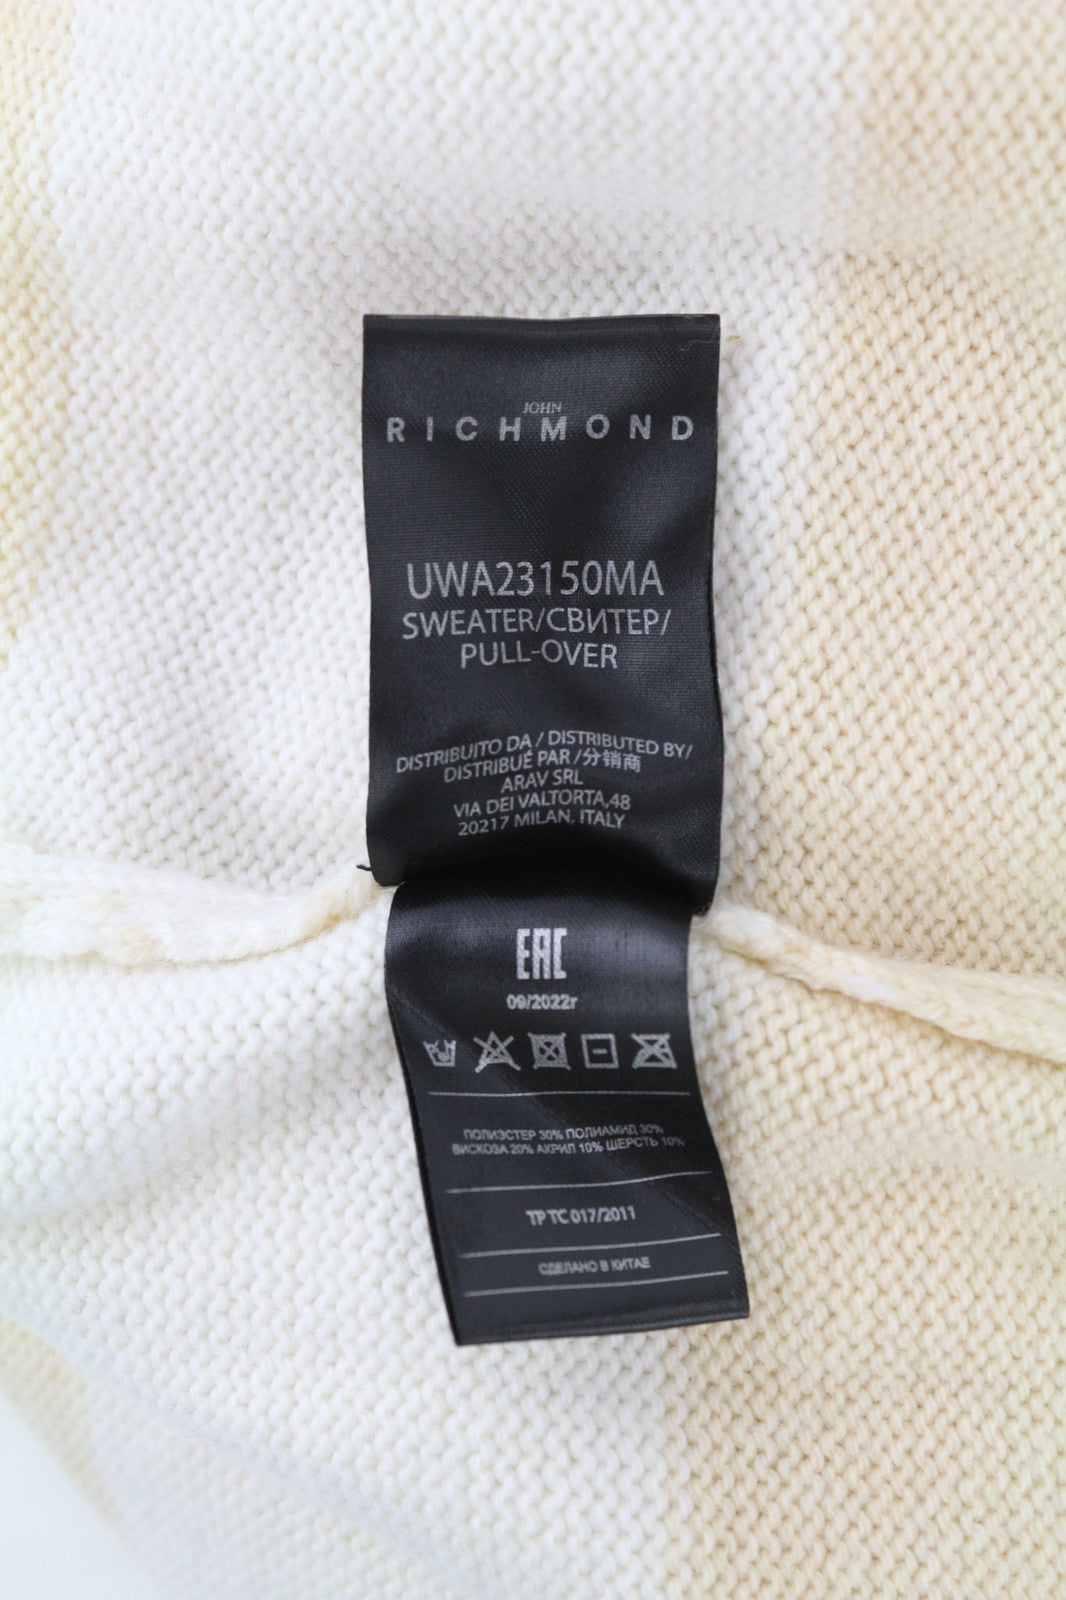 JOHN
RICHMOND
UWA23150MA
SWEATER/СВИТЕР/
PULL-OVER
DISTRIBUITO DA / DISTRIBUTED BY/
DISTRIBUÉ PAR /分销商
ARAV SRL
VIA DEI VALTORTA,48
20217 MILAN, ITALY
EAC
09/2022г
ПОЛИЭСТЕР 30% ПОЛИАМИД 30%
ВИСКОЗА 20% АКРИЛ 10% ШЕРСТЬ 10%
ТР ТС 017/2011
СДЕЛАНО В КИТАЕ